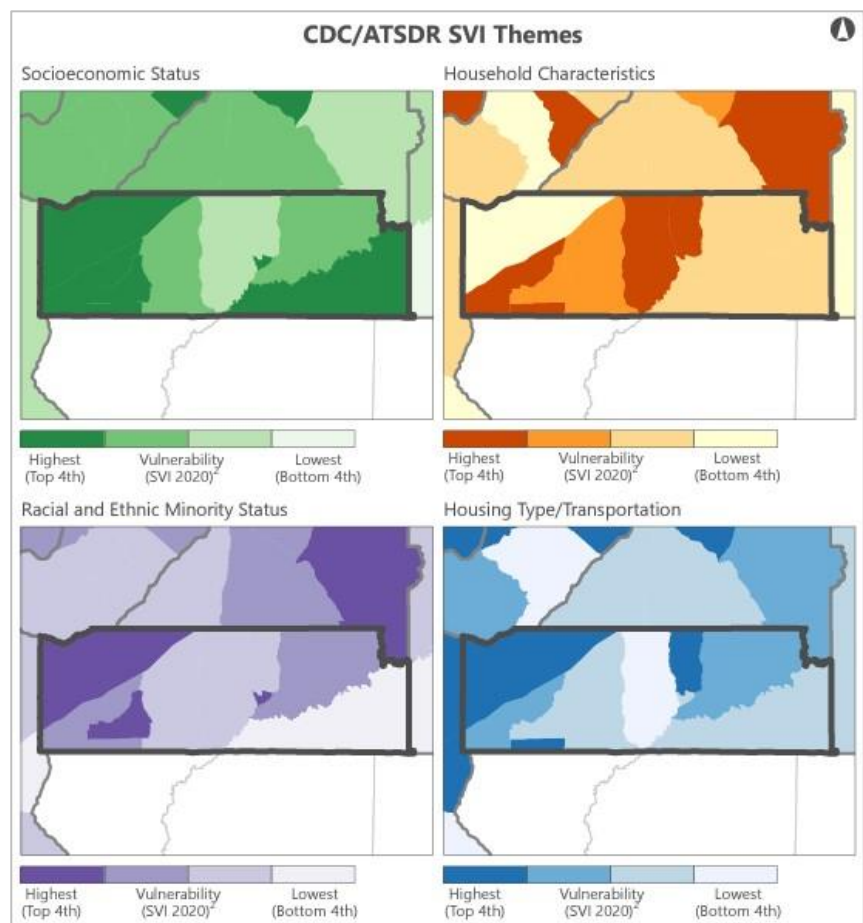 CDC/ATSDR SVI Themes
Socioeconomic Status
Highest
(Top 4th)
Vulnerability
(SVI 2020)²
Lowest
(Bottom 4th)
Household Characteristics
Highest
(Top 4th)
Vulnerability
(SVI 2020)²
Lowest
(Bottom 4th)
Racial and Ethnic Minority Status
Highest
(Top 4th)
Vulnerability
(SVI 2020)²
Lowest
(Bottom 4th)
Housing Type/Transportation
Highest
(Top 4th)
Vulnerability
(SVI 2020)²
Lowest
(Bottom 4th)